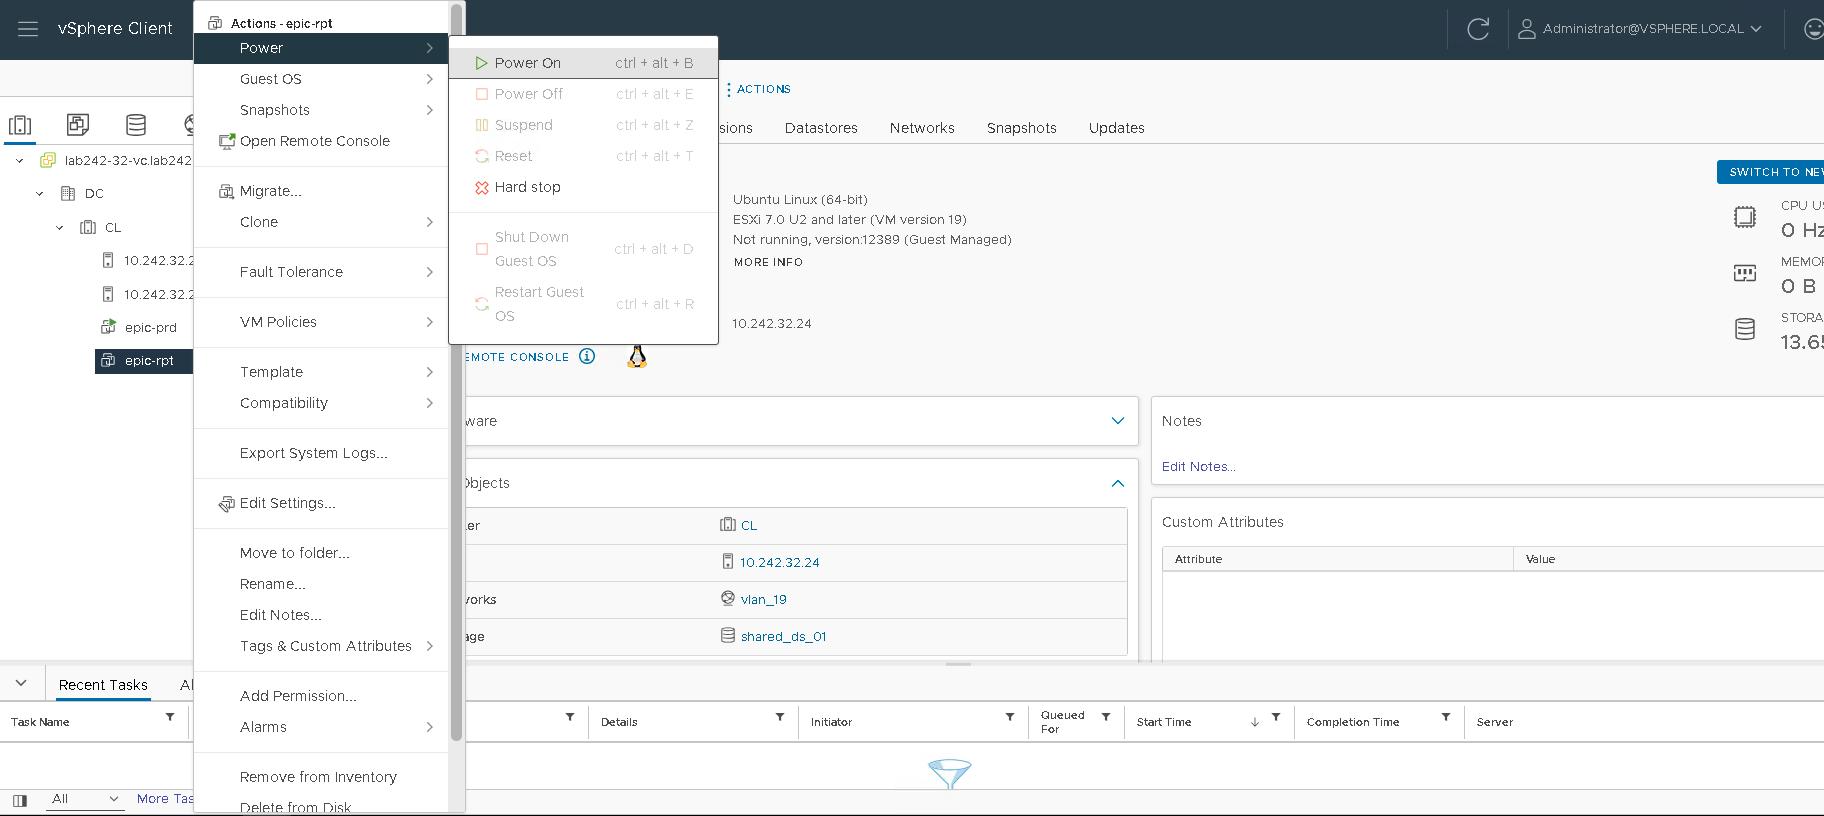 vSphere Client
Administrator@VSPHERE.LOCAL
Actions - epic-rpt
Power
Guest OS
Snapshots
Open Remote Console
Migrate...
Clone
Fault Tolerance
VM Policies
Template
Compatibility
Export System Logs...
Edit Settings...
Move to folder...
Rename...
Edit Notes...
Tags & Custom Attributes
Add Permission...
Alarms
Remove from Inventory
Delete from Disk
Power On ctrl + alt + B
Power Off ctrl + alt + E
Suspend ctrl + alt + Z
Reset ctrl + alt + T
Hard stop
Shut Down
Guest OS ctrl + alt + D
Restart Guest
OS ctrl + alt + R
lab242-32-vc.lab242
DC
CL
10.242.32.2
10.242.32.2
epic-prd
epic-rpt
ACTIONS
sions Datastores Networks Snapshots Updates
Ubuntu Linux (64-bit)
ESXi 7.0 U2 and later (VM version 19)
Not running, version:12389 (Guest Managed)
MORE INFO
10.242.32.24
EMOTE CONSOLE
SWITCH TO NEW
CPU US
0 Hz
MEMOR
0 B
STORA
13.65
ware
Objects
ter CL
10.242.32.24
works vlan_19
age shared_ds_01
Notes
Edit Notes...
Custom Attributes
Attribute Value
Recent Tasks Al
Task Name Details Initiator Queued For Start Time Completion Time Server
All More Tas